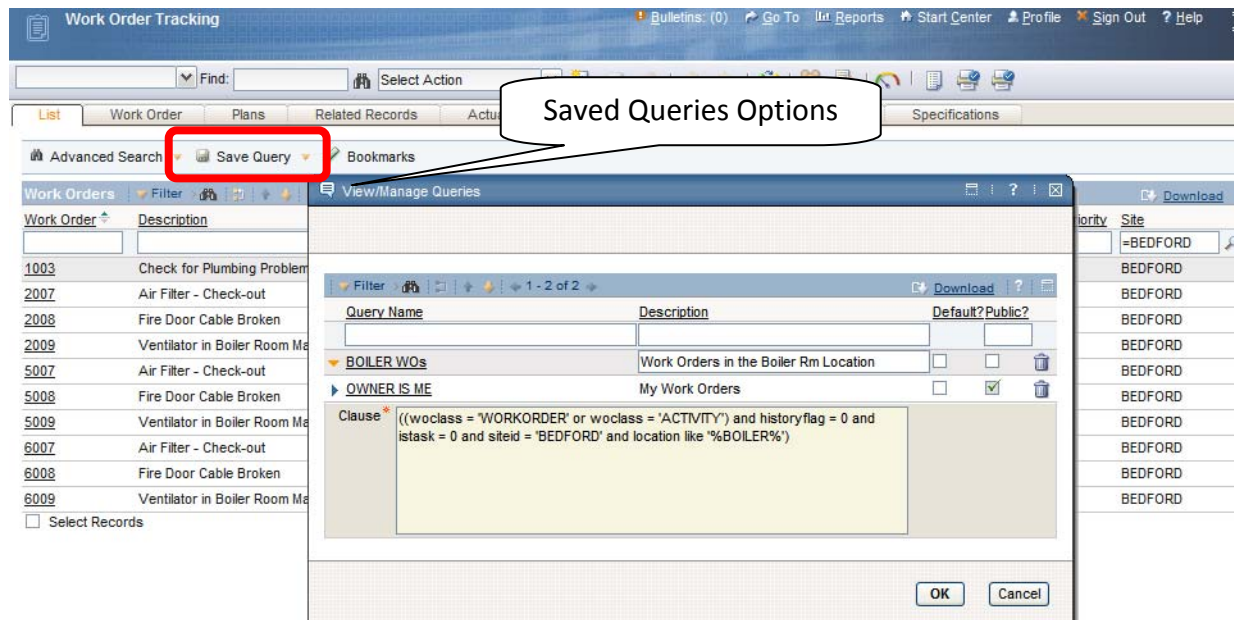 Work Order Tracking
Bulletins: (0) Go To Reports Start Center Profile Sign Out ? Help
Find: Select Action
Saved Queries Options
List Work Order Plans Related Records Specifications
Advanced Search Save Query Bookmarks
View/Manage Queries ?
Work Orders Filter Download
Work Order Description Site
=BEDFORD
1003 Check for Plumbing Problem BEDFORD
2007 Air Filter - Check-out BEDFORD
2008 Fire Door Cable Broken BEDFORD
2009 Ventilator in Boiler Room BEDFORD
5007 Air Filter - Check-out BEDFORD
5008 Fire Door Cable Broken BEDFORD
5009 Ventilator in Boiler Room BEDFORD
6007 Air Filter - Check-out BEDFORD
6008 Fire Door Cable Broken BEDFORD
6009 Ventilator in Boiler Room BEDFORD
Select Records
Filter 1 - 2 of 2 Download ?
Query Name Description Default? Public?
BOILER WOs Work Orders in the Boiler Rm Location
OWNER IS ME My Work Orders
Clause * ((woclass = 'WORKORDER' or woclass = 'ACTIVITY') and historyflag = 0 and
istask = 0 and siteid = 'BEDFORD' and location like '%BOILER%')
OK Cancel